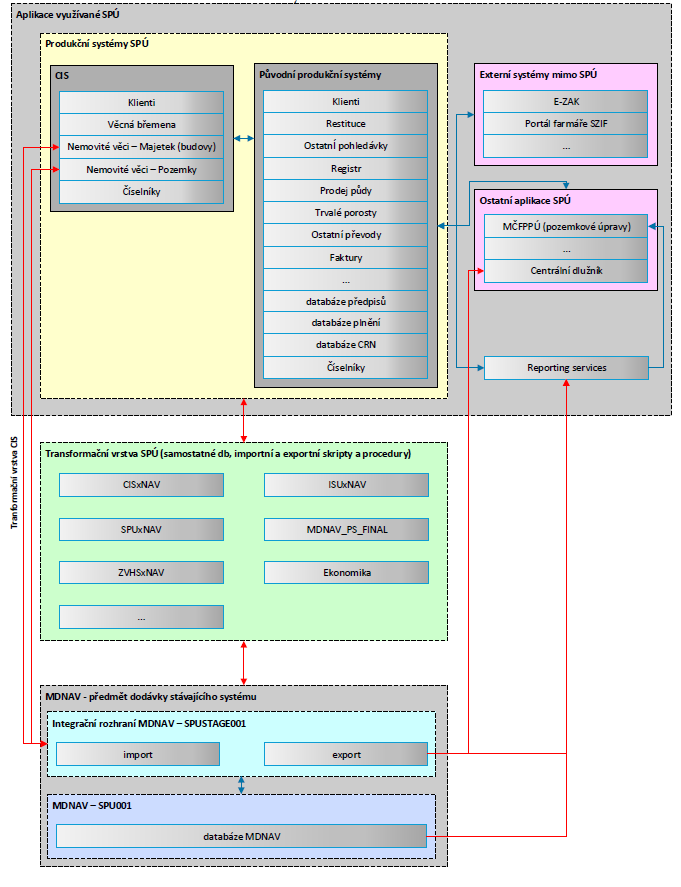 Aplikace využívané SPÚ
Produkční systémy SPÚ
CIS
Klienti
Věcná břemena
Nemovité věci – Majetek (budovy)
Nemovité věci – Pozemky
Číselníky
Původní produkční systémy
Klienti
Restituce
Ostatní pohledávky
Registr
Prodej půdy
Trvalé porosty
Ostatní převody
Faktury
...
databáze předpisů
databáze plnění
databáze CRN
Číselníky
Externí systémy mimo SPÚ
E-ZAK
Portál farmáře SZIF
...
Ostatní aplikace SPÚ
MČFPPÚ (pozemkové úpravy)
...
Centrální dlužník
Reporting services
Tranformační vrstva CIS
Transformační vrstva SPÚ (samostatné db, importní a exportní skripty a procedury)
CISxNAV
ISUxNAV
SPUxNAV
MDNAV_PS_FINAL
ZVHSxNAV
Ekonomika
...
MDNAV - předmět dodávky stávajícího systému
Integrační rozhraní MDNAV – SPUSTAGE001
import
export
MDNAV – SPU001
databáze MDNAV